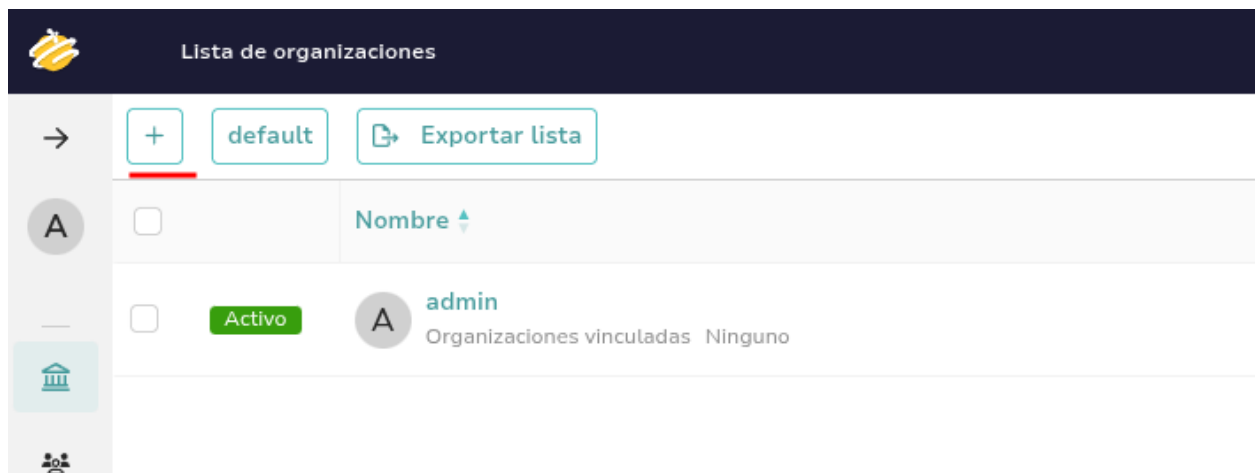 Lista de organizaciones
+ default Exportar lista
A
Nombre
Activo
A
admin
Organizaciones vinculadas Ninguno